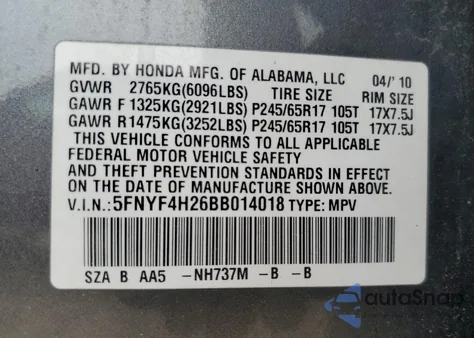 MFD. BY HONDA MFG. OF ALABAMA, LLC 04/'10
GVWR 2765KG(6096LBS) TIRE SIZE RIM SIZE
GAWR F 1325KG(2921LBS) P245/65R17 105T 17X7.5J
GAWR R 1475KG(3252LBS) P245/65R17 105T 17X7.5J
THIS VEHICLE CONFORMS TO ALL APPLICABLE
FEDERAL MOTOR VEHICLE SAFETY
AND THEFT PREVENTION STANDARDS IN EFFECT
ON THE DATE OF MANUFACTURE SHOWN ABOVE.
V.I.N.:5FNYF4H26BB014018 TYPE: MPV
SZA B AA5 -NH737M -B -B
autoSnap